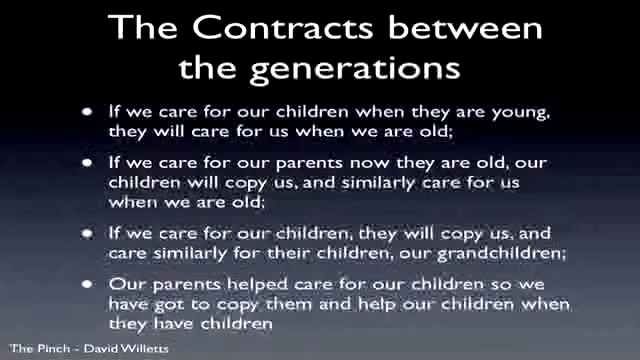 The Contracts between
the generations
• If we care for our children when they are young,
they will care for us when we are old;
• If we care for our parents now they are old, our
children will copy us, and similarly care for us
when we are old;
• If we care for our children, they will copy us, and
care similarly for their children, our grandchildren;
• Our parents helped care for our children so we
have got to copy them and help our children when
they have children
The Pinch - David Willetts